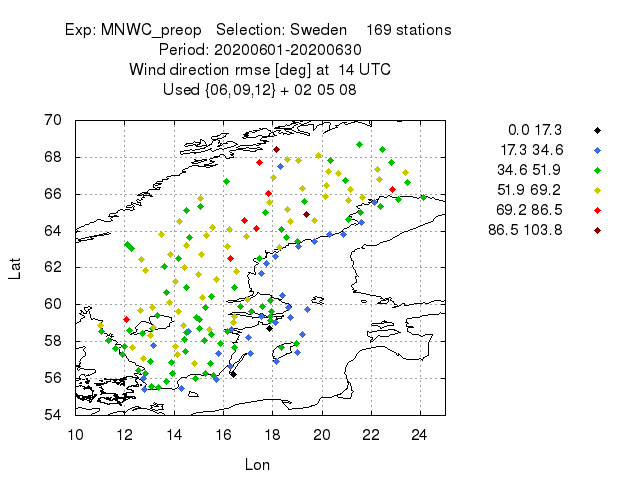 Exp: MNWC_preop   Selection: Sweden    169 stations
Period: 20200601-20200630
Wind direction rmse [deg] at  14 UTC
Used {06,09,12} + 02 05 08
70
68
66
64
62
60
58
56
54
Lat
10 12 14 16 18 20 22 24
Lon
0.0 17.3
17.3 34.6
34.6 51.9
51.9 69.2
69.2 86.5
86.5 103.8